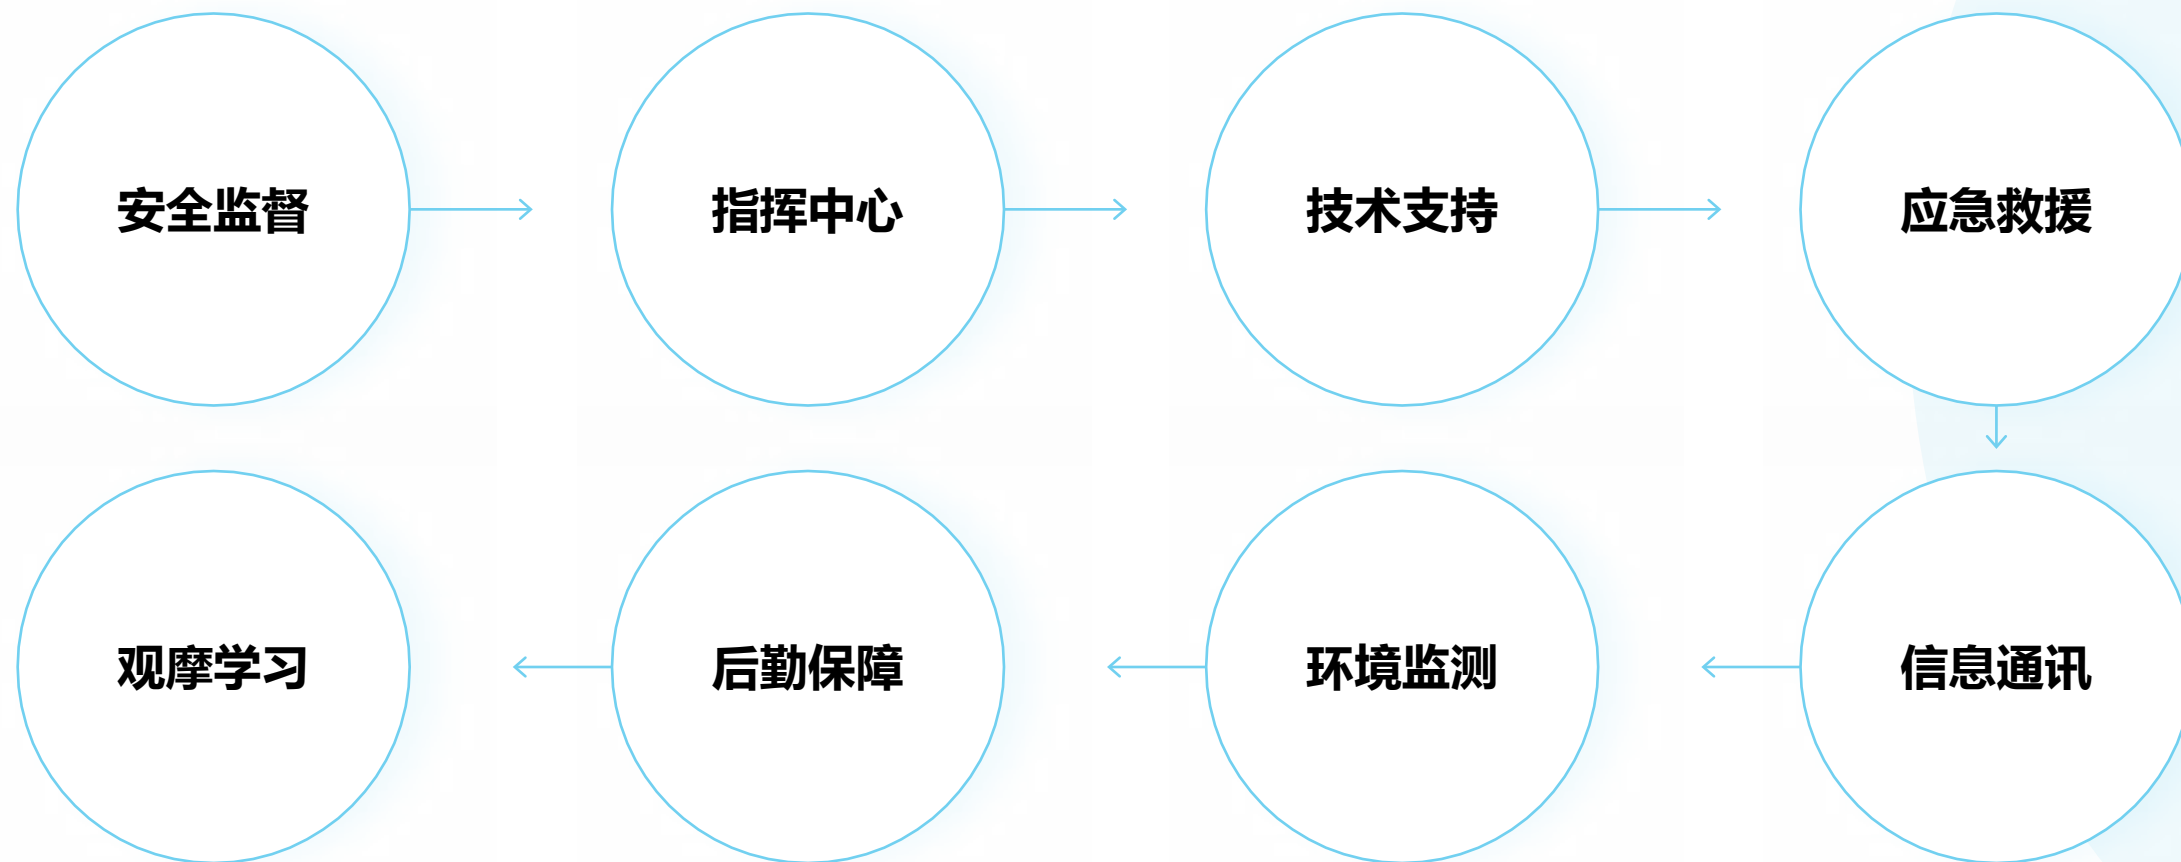 安全监督
指挥中心
技术支持
应急救援
信息通讯
环境监测
后勤保障
观摩学习